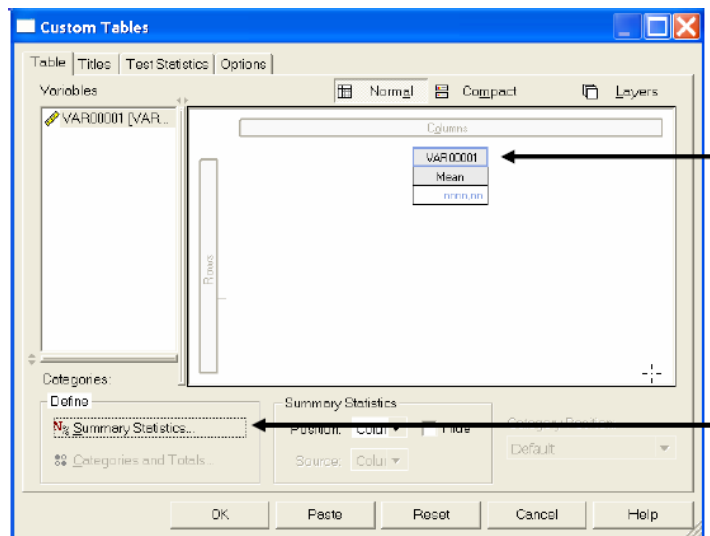 Custom Tables
Table Titles Test Statistics Options
Variables
Normal Compact Layers
VAR00001 [VAR...
Columns
VAR00001
Mean
nnnn,nn
Rows
Categories:
Define
Summary Statistics
N% Summary Statistics...
Position: Colur Hide
Category Position
Categories and Totals...
Source: Colur
Default
OK Paste Reset Cancel Help